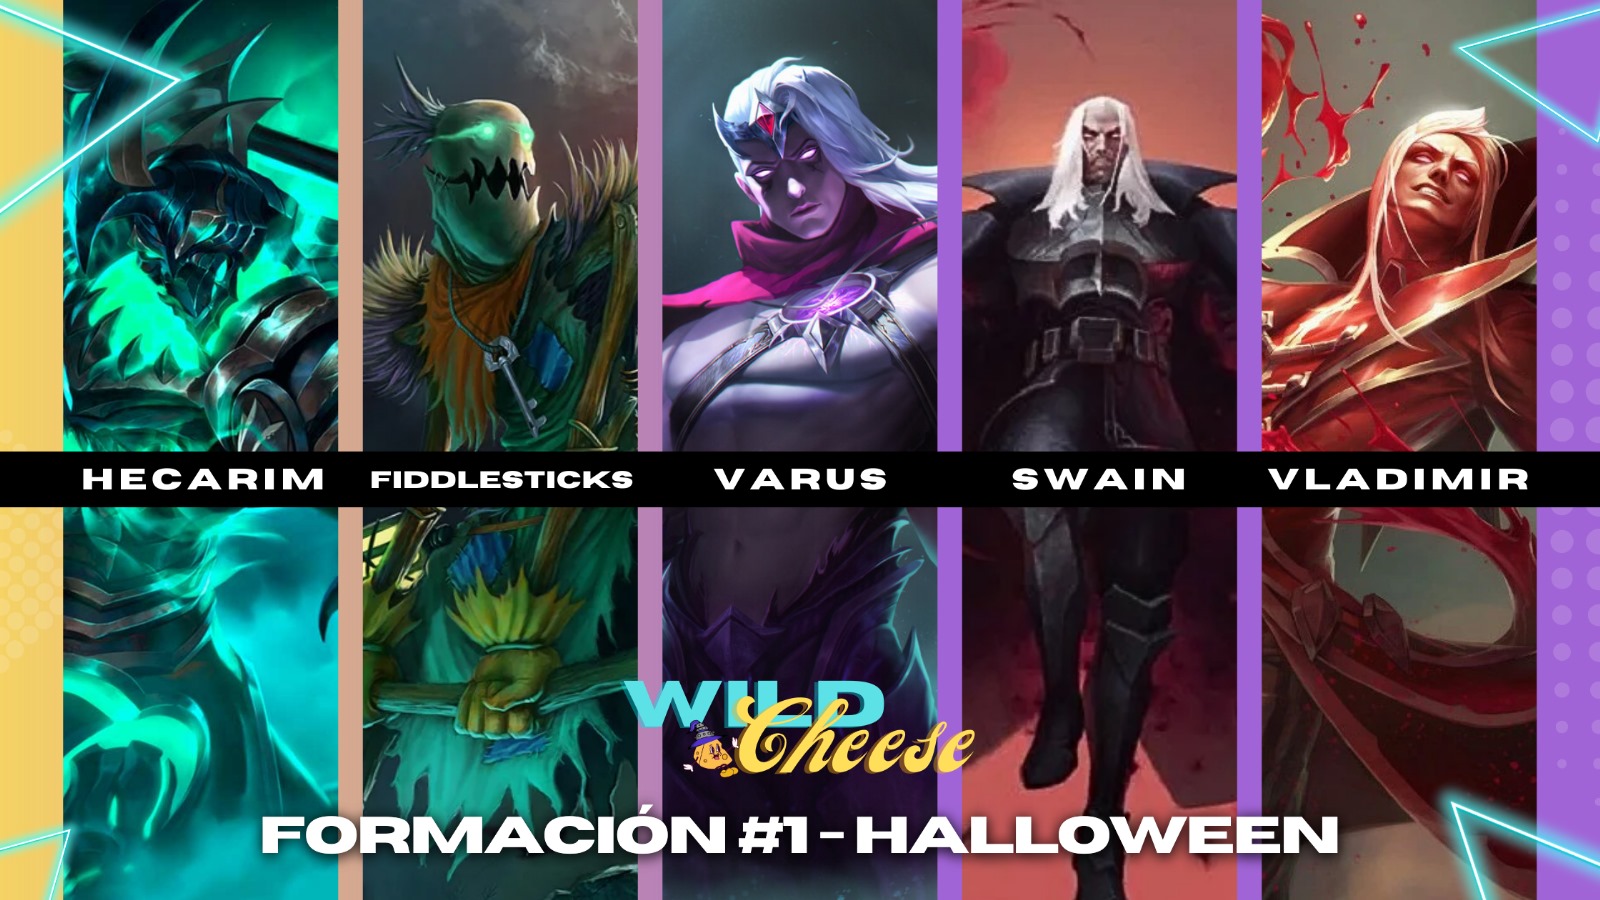 HECARIM
FIDDLESTICKS
VARUS
SWAIN
VLADIMIR
WILD
Cheese
FORMACIÓN #1 - HALLOWEEN